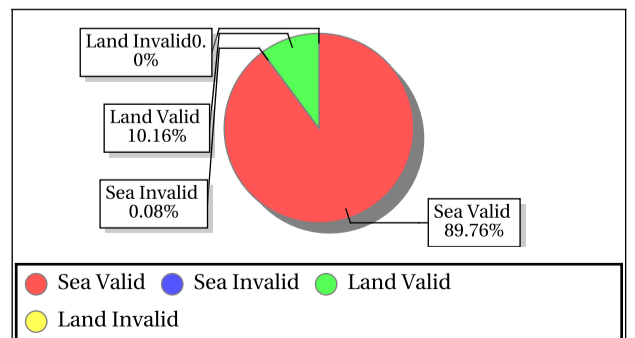 Land Invalid0.
0%
Land Valid
10.16%
Sea Invalid
0.08%
Sea Valid
89.76%
Sea Valid Sea Invalid Land Valid
Land Invalid